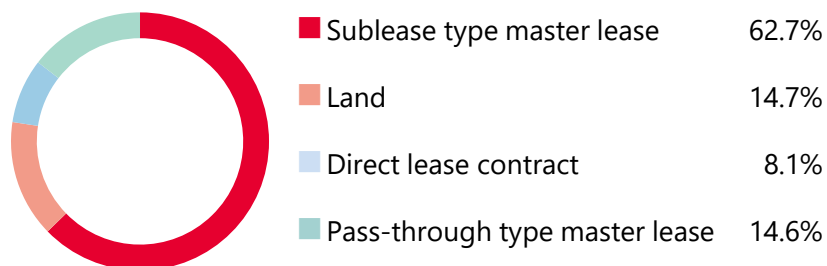 Sublease type master lease 62.7%
Land 14.7%
Direct lease contract 8.1%
Pass-through type master lease 14.6%